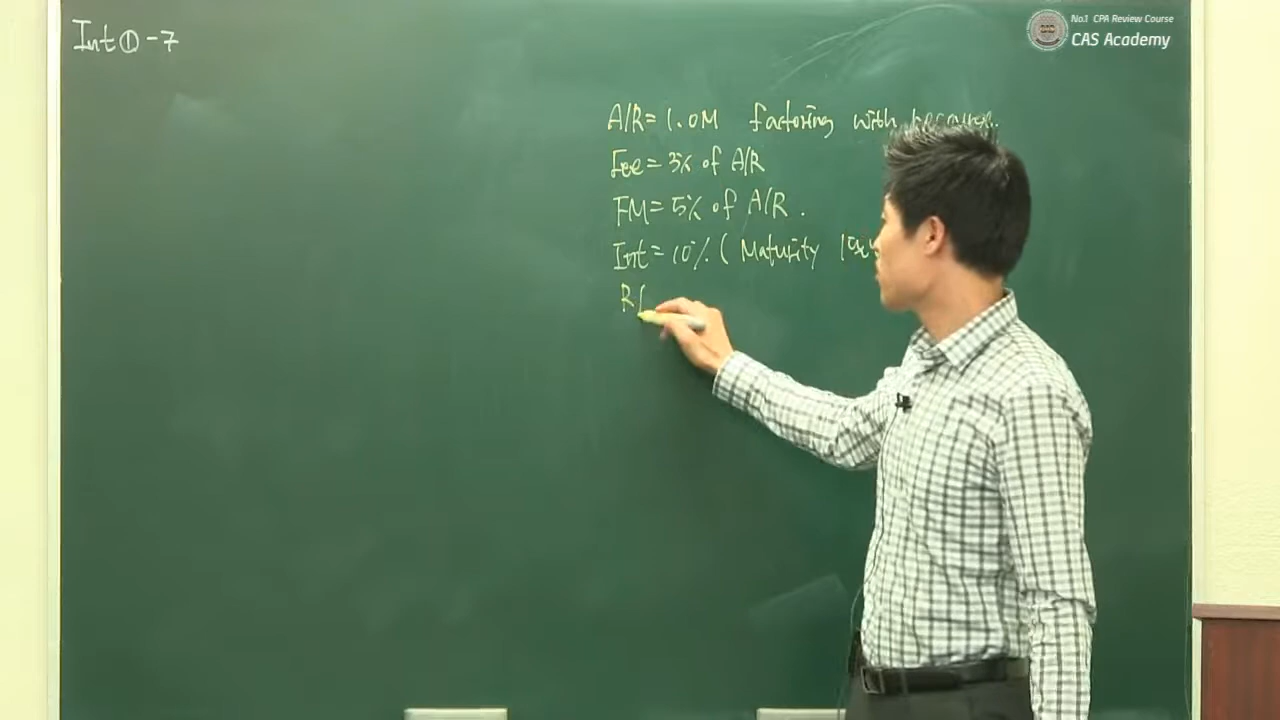 Int ① - 7
No.1 CPA Review Course
CAS Academy
A/R = 1.0M factoring with
Fee = 3% of A/R
FM = 5% of A/R.
Int = 10% ( Maturity
R(